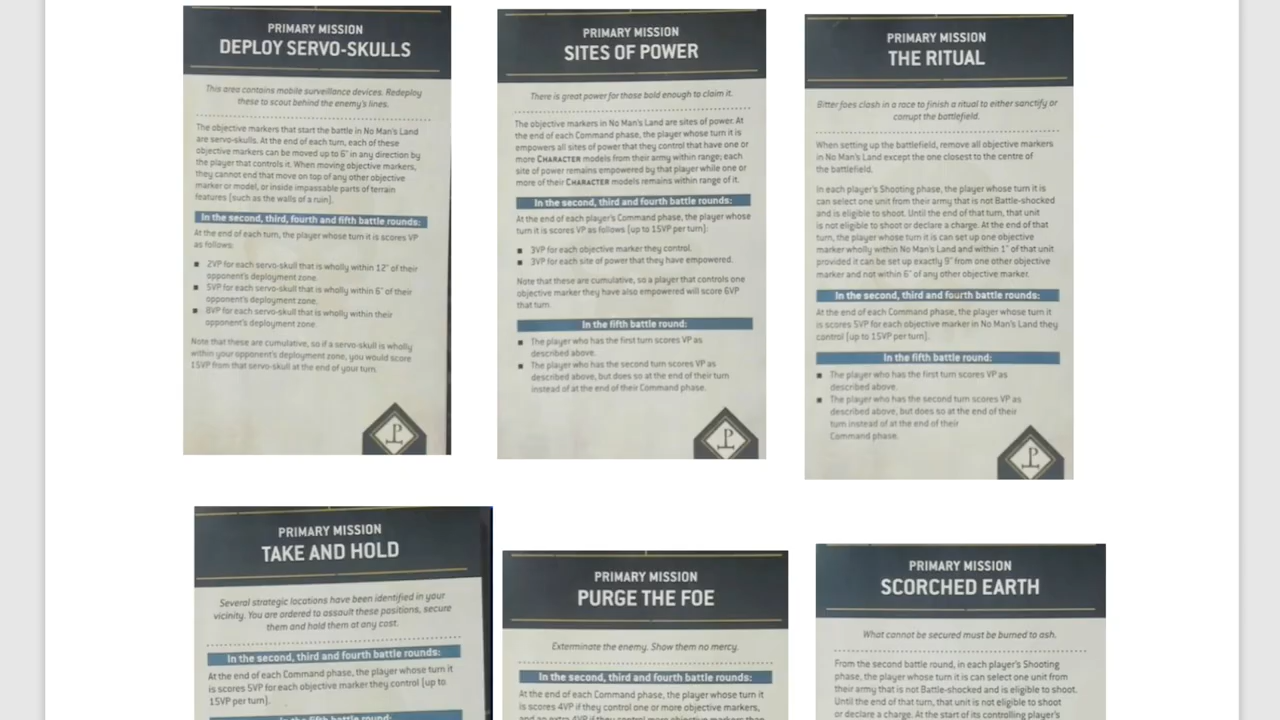 PRIMARY MISSION
DEPLOY SERVO-SKULLS
This area contains mobile surveillance devices. Redeploy
these to scout behind the enemy's lines.
The objective markers that start the battle in No Man's Land
are servo-skulls. At the end of each turn, each of these
objective markers can be moved up to 6" in any direction by
the player that controls it. When moving objective markers,
they cannot end that move on top of any other objective
marker or model, or inside impassable parts of terrain
features [such as the walls of a ruin].
In the second, third, fourth and fifth battle rounds:
At the end of each turn, the player whose turn it is scores VP
as follows:
■ 2VP for each servo-skull that is wholly within 12" of their
opponent's deployment zone.
■ 5VP for each servo-skull that is wholly within 6" of their
opponent's deployment zone.
■ 8VP for each servo-skull that is wholly within their
opponent's deployment zone.
Note that these are cumulative, so if a servo-skull is wholly
within your opponent's deployment zone, you would score
15VP from that servo-skull at the end of your turn.
PRIMARY MISSION
SITES OF POWER
There is great power for those bold enough to claim it.
The objective markers in No Man's Land are sites of power. At
the end of each Command phase, the player whose turn it is
empowers all sites of power that they control that have one or
more CHARACTER models from their army within range; each
site of power remains empowered by that player while one or
more of their CHARACTER models remains within range of it.
In the second, third and fourth battle rounds:
At the end of each player's Command phase, the player whose
turn it is scores VP as follows [up to 15VP per turn]:
■ 3VP for each objective marker they control.
■ 3VP for each site of power that they have empowered.
Note that these are cumulative, so a player that controls one
objective marker they have also empowered will score 6VP
that turn.
In the fifth battle round:
■ The player who has the first turn scores VP as
described above.
■ The player who has the second turn scores VP as
described above, but does so at the end of their turn
instead of at the end of their Command phase.
PRIMARY MISSION
THE RITUAL
Bitter foes clash in a race to finish a ritual to either sanctify or
corrupt the battlefield.
When setting up the battlefield, remove all objective markers
in No Man's Land except the one closest to the centre of
the battlefield.
In each player's Shooting phase, the player whose turn it is
can select one unit from their army that is not Battle-shocked
and is eligible to shoot. Until the end of that turn, that unit
is not eligible to shoot or declare a charge. At the end of that
turn, the player whose turn it is can set up one objective
marker wholly within No Man's Land and within 1" of that unit
provided it can be set up exactly 9" from one other objective
marker and not within 6" of any other objective marker.
In the second, third and fourth battle rounds:
At the end of each Command phase, the player whose turn it
is scores 5VP for each objective marker in No Man's Land they
control [up to 15VP per turn].
In the fifth battle round:
■ The player who has the first turn scores VP as
described above.
■ The player who has the second turn scores VP as
described above, but does so at the end of their
turn instead of at the end of their
Command phase.
PRIMARY MISSION
TAKE AND HOLD
Several strategic locations have been identified in your
vicinity. You are ordered to assault these positions, secure
them and hold them at any cost.
In the second, third and fourth battle rounds:
At the end of each Command phase, the player whose turn it
is scores 5VP for each objective marker they control [up to
15VP per turn].
In the fifth battle round:
PRIMARY MISSION
PURGE THE FOE
Exterminate the enemy. Show them no mercy.
In the second, third and fourth battle rounds:
At the end of each Command phase, the player whose turn it
is scores 4VP if they control one or more objective markers,
and an extra 4VP if they control more objective markers than
PRIMARY MISSION
SCORCHED EARTH
What cannot be secured must be burned to ash.
From the second battle round, in each player's Shooting
phase, the player whose turn it is can select one unit from
their army that is not Battle-shocked and is eligible to shoot.
Until the end of that turn, that unit is not eligible to shoot
or declare a charge. At the start of its controlling player's